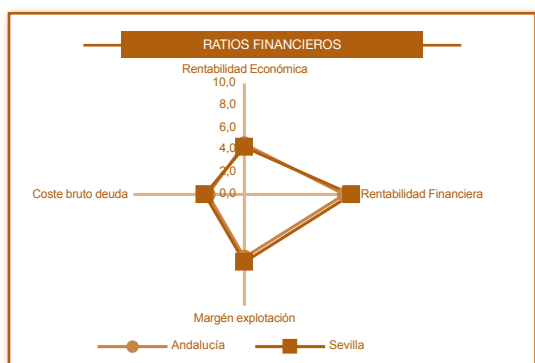 RATIOS FINANCIEROS
Rentabilidad Económica
10,0
8,0
6,0
4,0
2,0
0,0
Coste bruto deuda
Rentabilidad Financiera
Margén explotación
Andalucía
Sevilla